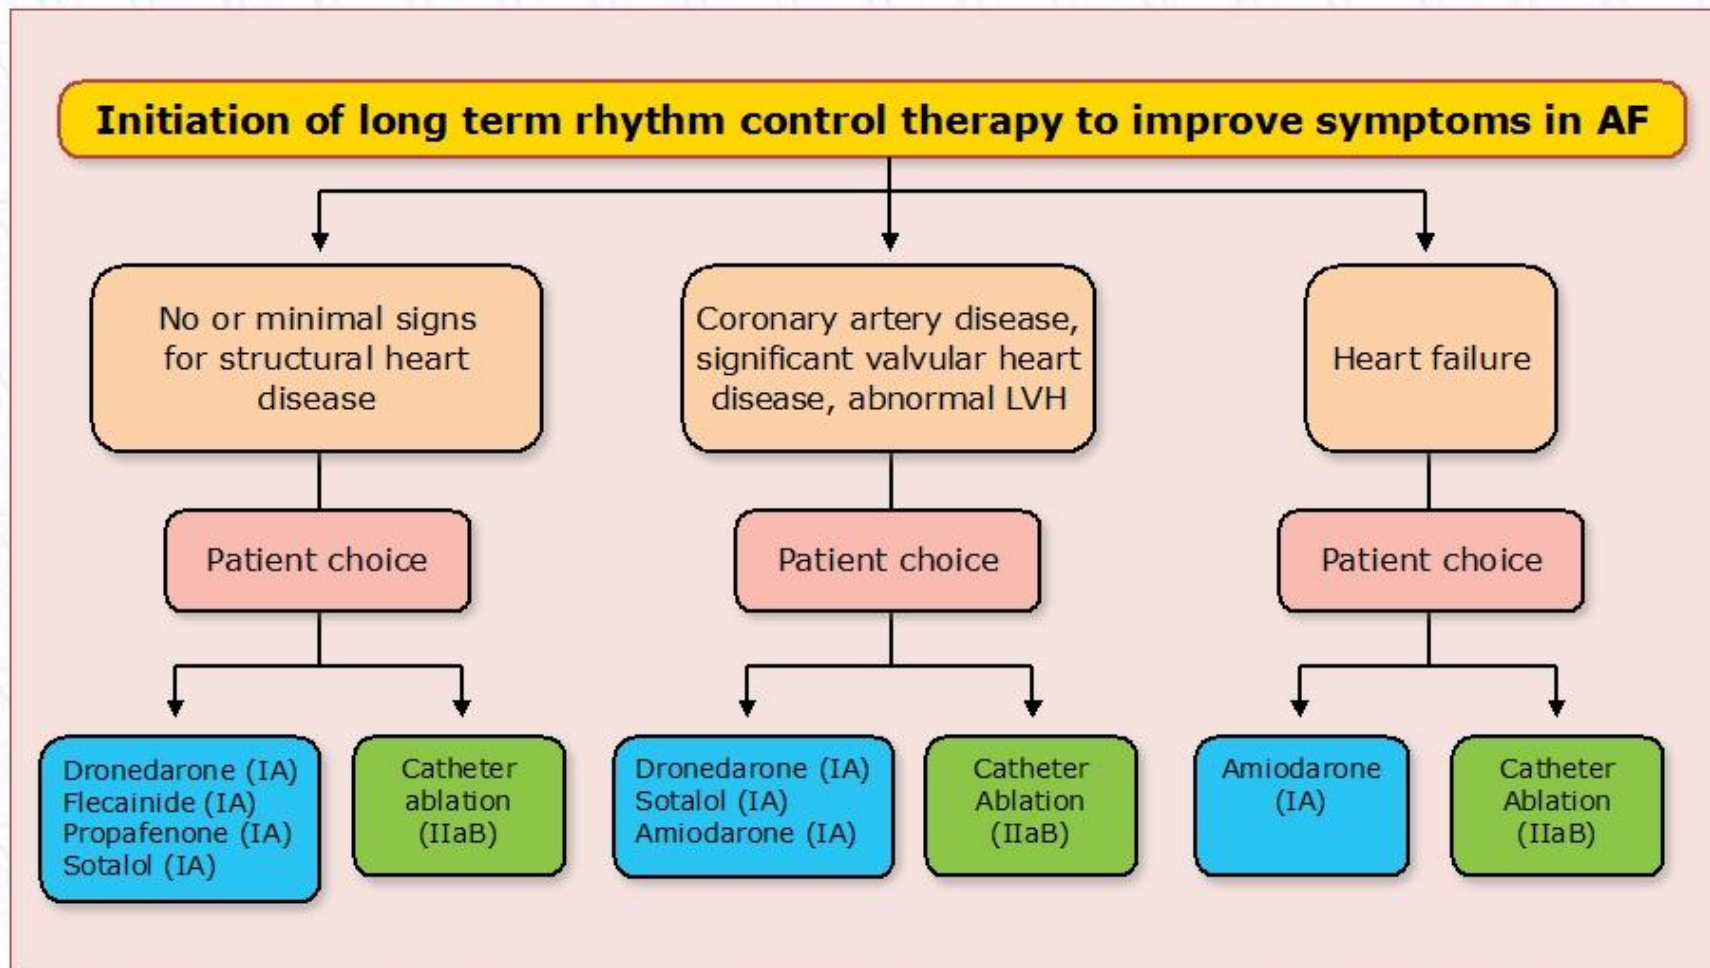 Initiation of long term rhythm control therapy to improve symptoms in AF
No or minimal signs
for structural heart
disease
Coronary artery disease,
significant valvular heart
disease, abnormal LVH
Heart failure
Patient choice
Patient choice
Patient choice
Dronedarone (IA)
Flecainide (IA)
Propafenone (IA)
Sotalol (IA)
Catheter
ablation
(IIaB)
Dronedarone (IA)
Sotalol (IA)
Amiodarone (IA)
Catheter
Ablation
(IIaB)
Amiodarone
(IA)
Catheter
Ablation
(IIaB)